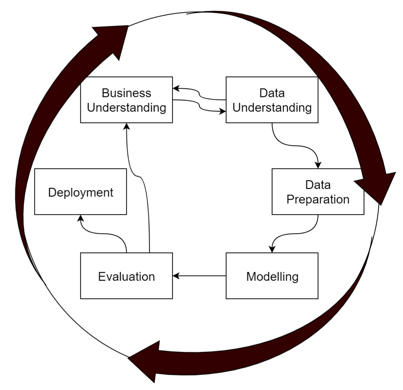 Business
Understanding
Data
Understanding
Deployment
Data
Preparation
Evaluation
Modelling